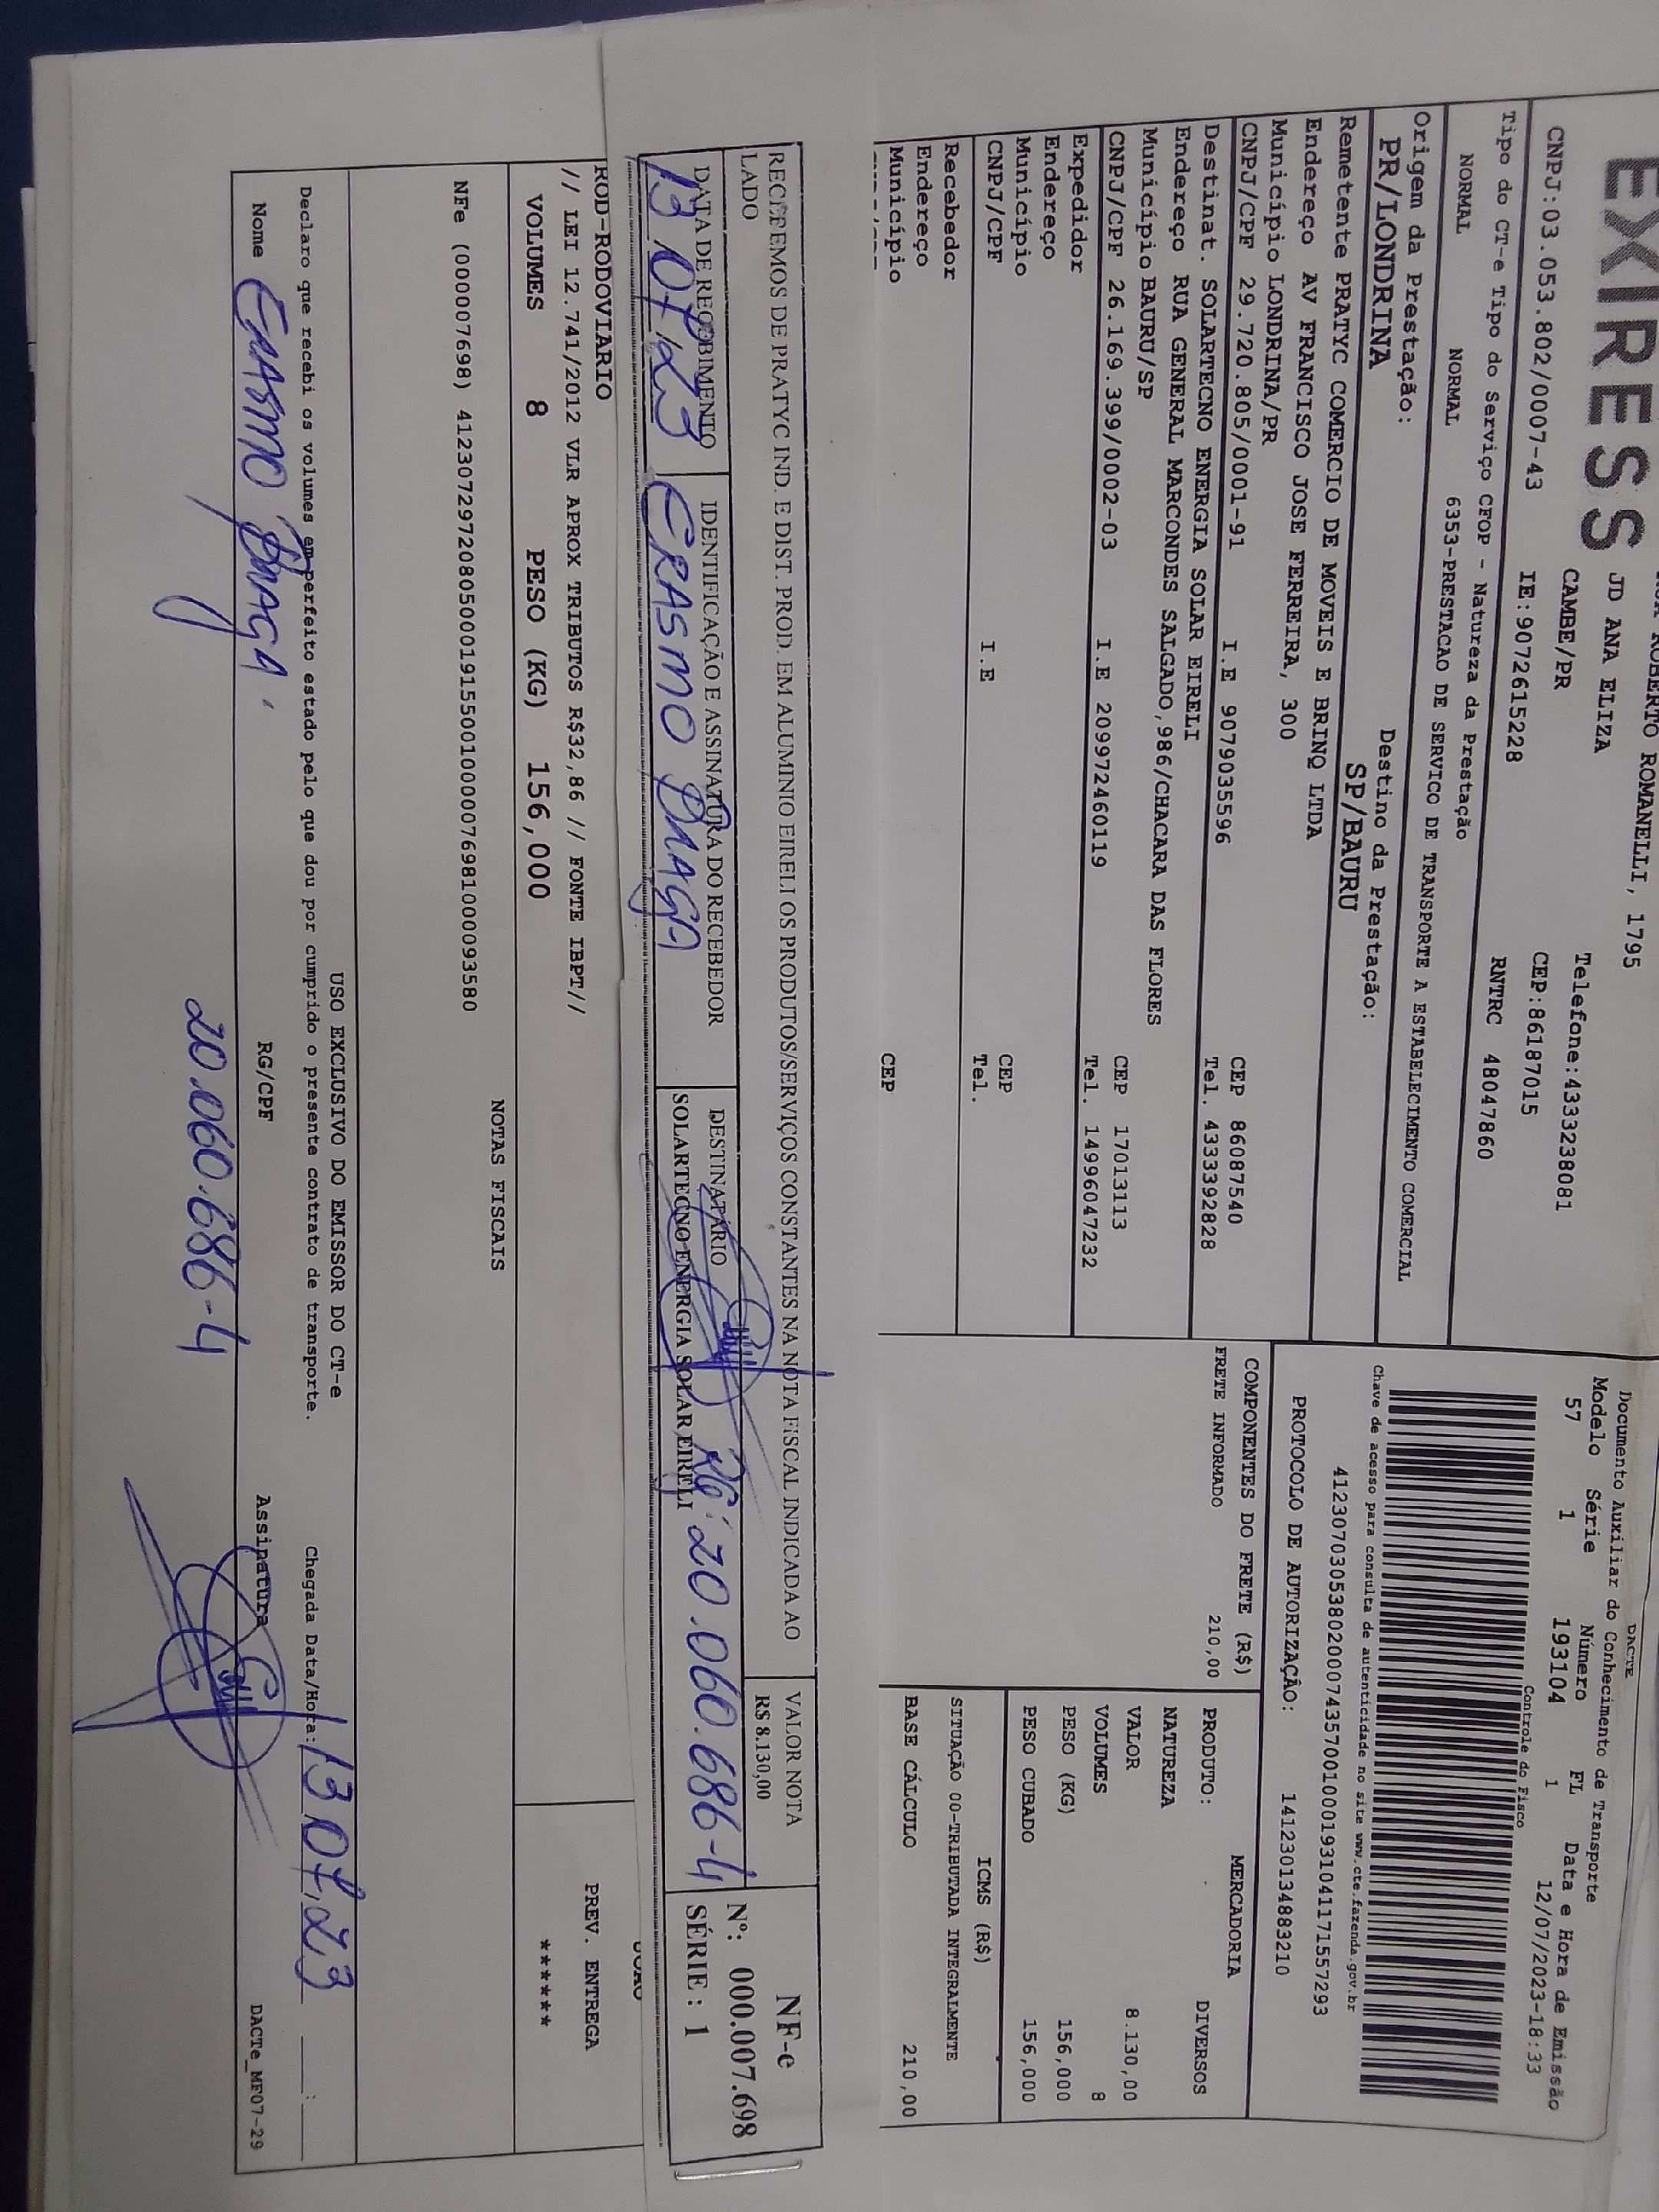 EXPRESS
ROBERTO ROMANELLI, 1795
JD ANA ELIZA
CAMBE/PR
Telefone:4333238081
CEP:86187015
CNPJ:03.053.802/0007-43 IE:9072615228 RNTRC 48047860
Tipo do CT-e Tipo do Serviço CFOP - Natureza da Prestação
NORMAL NORMAL 6353-PRESTACAO DE SERVICO DE TRANSPORTE A ESTABELECIMENTO COMERCIAL
Origem da Prestação: Destino da Prestação:
PR/LONDRINA SP/BAURU
Remetente PRATYC COMERCIO DE MOVEIS E BRINQ LTDA
Endereço AV FRANCISCO JOSE FERREIRA, 300
Município LONDRINA/PR CEP 86087540
CNPJ/CPF 29.720.805/0001-91 I.E 9079035596 Tel. 4333392828
Destinat. SOLARTECNO ENERGIA SOLAR EIRELI
Endereço RUA GENERAL MARCONDES SALGADO,986/CHACARA DAS FLORES
Município BAURU/SP CEP 17013113
CNPJ/CPF 26.169.399/0002-03 I.E 209972460119 Tel. 14996047232
Expedidor
Endereço
Município CEP
CNPJ/CPF I.E Tel.
Recebedor
Endereço
Município CEP
DACTE
Documento Auxiliar do Conhecimento de Transporte
Modelo Série Número FL Data e Hora de Emissão
57 1 193104 1 12/07/2023-18:33
Controle do Fisco
Chave de acesso para consulta de autenticidade no site www.cte.fazenda.gov.br
41230703053802000743570010001931041171557293
PROTOCOLO DE AUTORIZAÇÃO: 141230134883210
COMPONENTES DO FRETE (R$)
FRETE INFORMADO 210,00
MERCADORIA
PRODUTO: DIVERSOS
NATUREZA
VALOR 8.130,00
VOLUMES 8
PESO (KG) 156,000
PESO CUBADO 156,000
ICMS (R$)
SITUAÇÃO 00-TRIBUTADA INTEGRALMENTE
BASE CÁLCULO 210,00
RECEBEMOS DE PRATYC IND. E DIST. PROD. EM ALUMINIO EIRELI OS PRODUTOS/SERVIÇOS CONSTANTES NA NOTA FISCAL INDICADA AO
LADO
VALOR NOTA
R$ 8.130,00
NF-e
Nº: 000.007.698
SÉRIE : 1
DATA DE RECEBIMENTO IDENTIFICAÇÃO E ASSINATURA DO RECEBEDOR DESTINATÁRIO
SOLARTECNO ENERGIA SOLAR EIRELI
13/07/23 ERASMO BRAGA RG: 20.060.686-4
ROD-RODOVIARIO
// LEI 12.741/2012 VLR APROX TRIBUTOS R$32,86 // FONTE IBPT//
VOLUMES 8 PESO (KG) 156,000
PREV. ENTREGA
******
NOTAS FISCAIS
NFe (000007698) 41230729720805000191550010000076981000093580
USO EXCLUSIVO DO EMISSOR DO CT-e
Declaro que recebi os volumes em perfeito estado pelo que dou por cumprido o presente contrato de transporte. Chegada Data/Hora: 13/07/23 ___:___
Nome ERASMO BRAGA RG/CPF Assinatura
20.060.686-4
DACTe_MF07-29